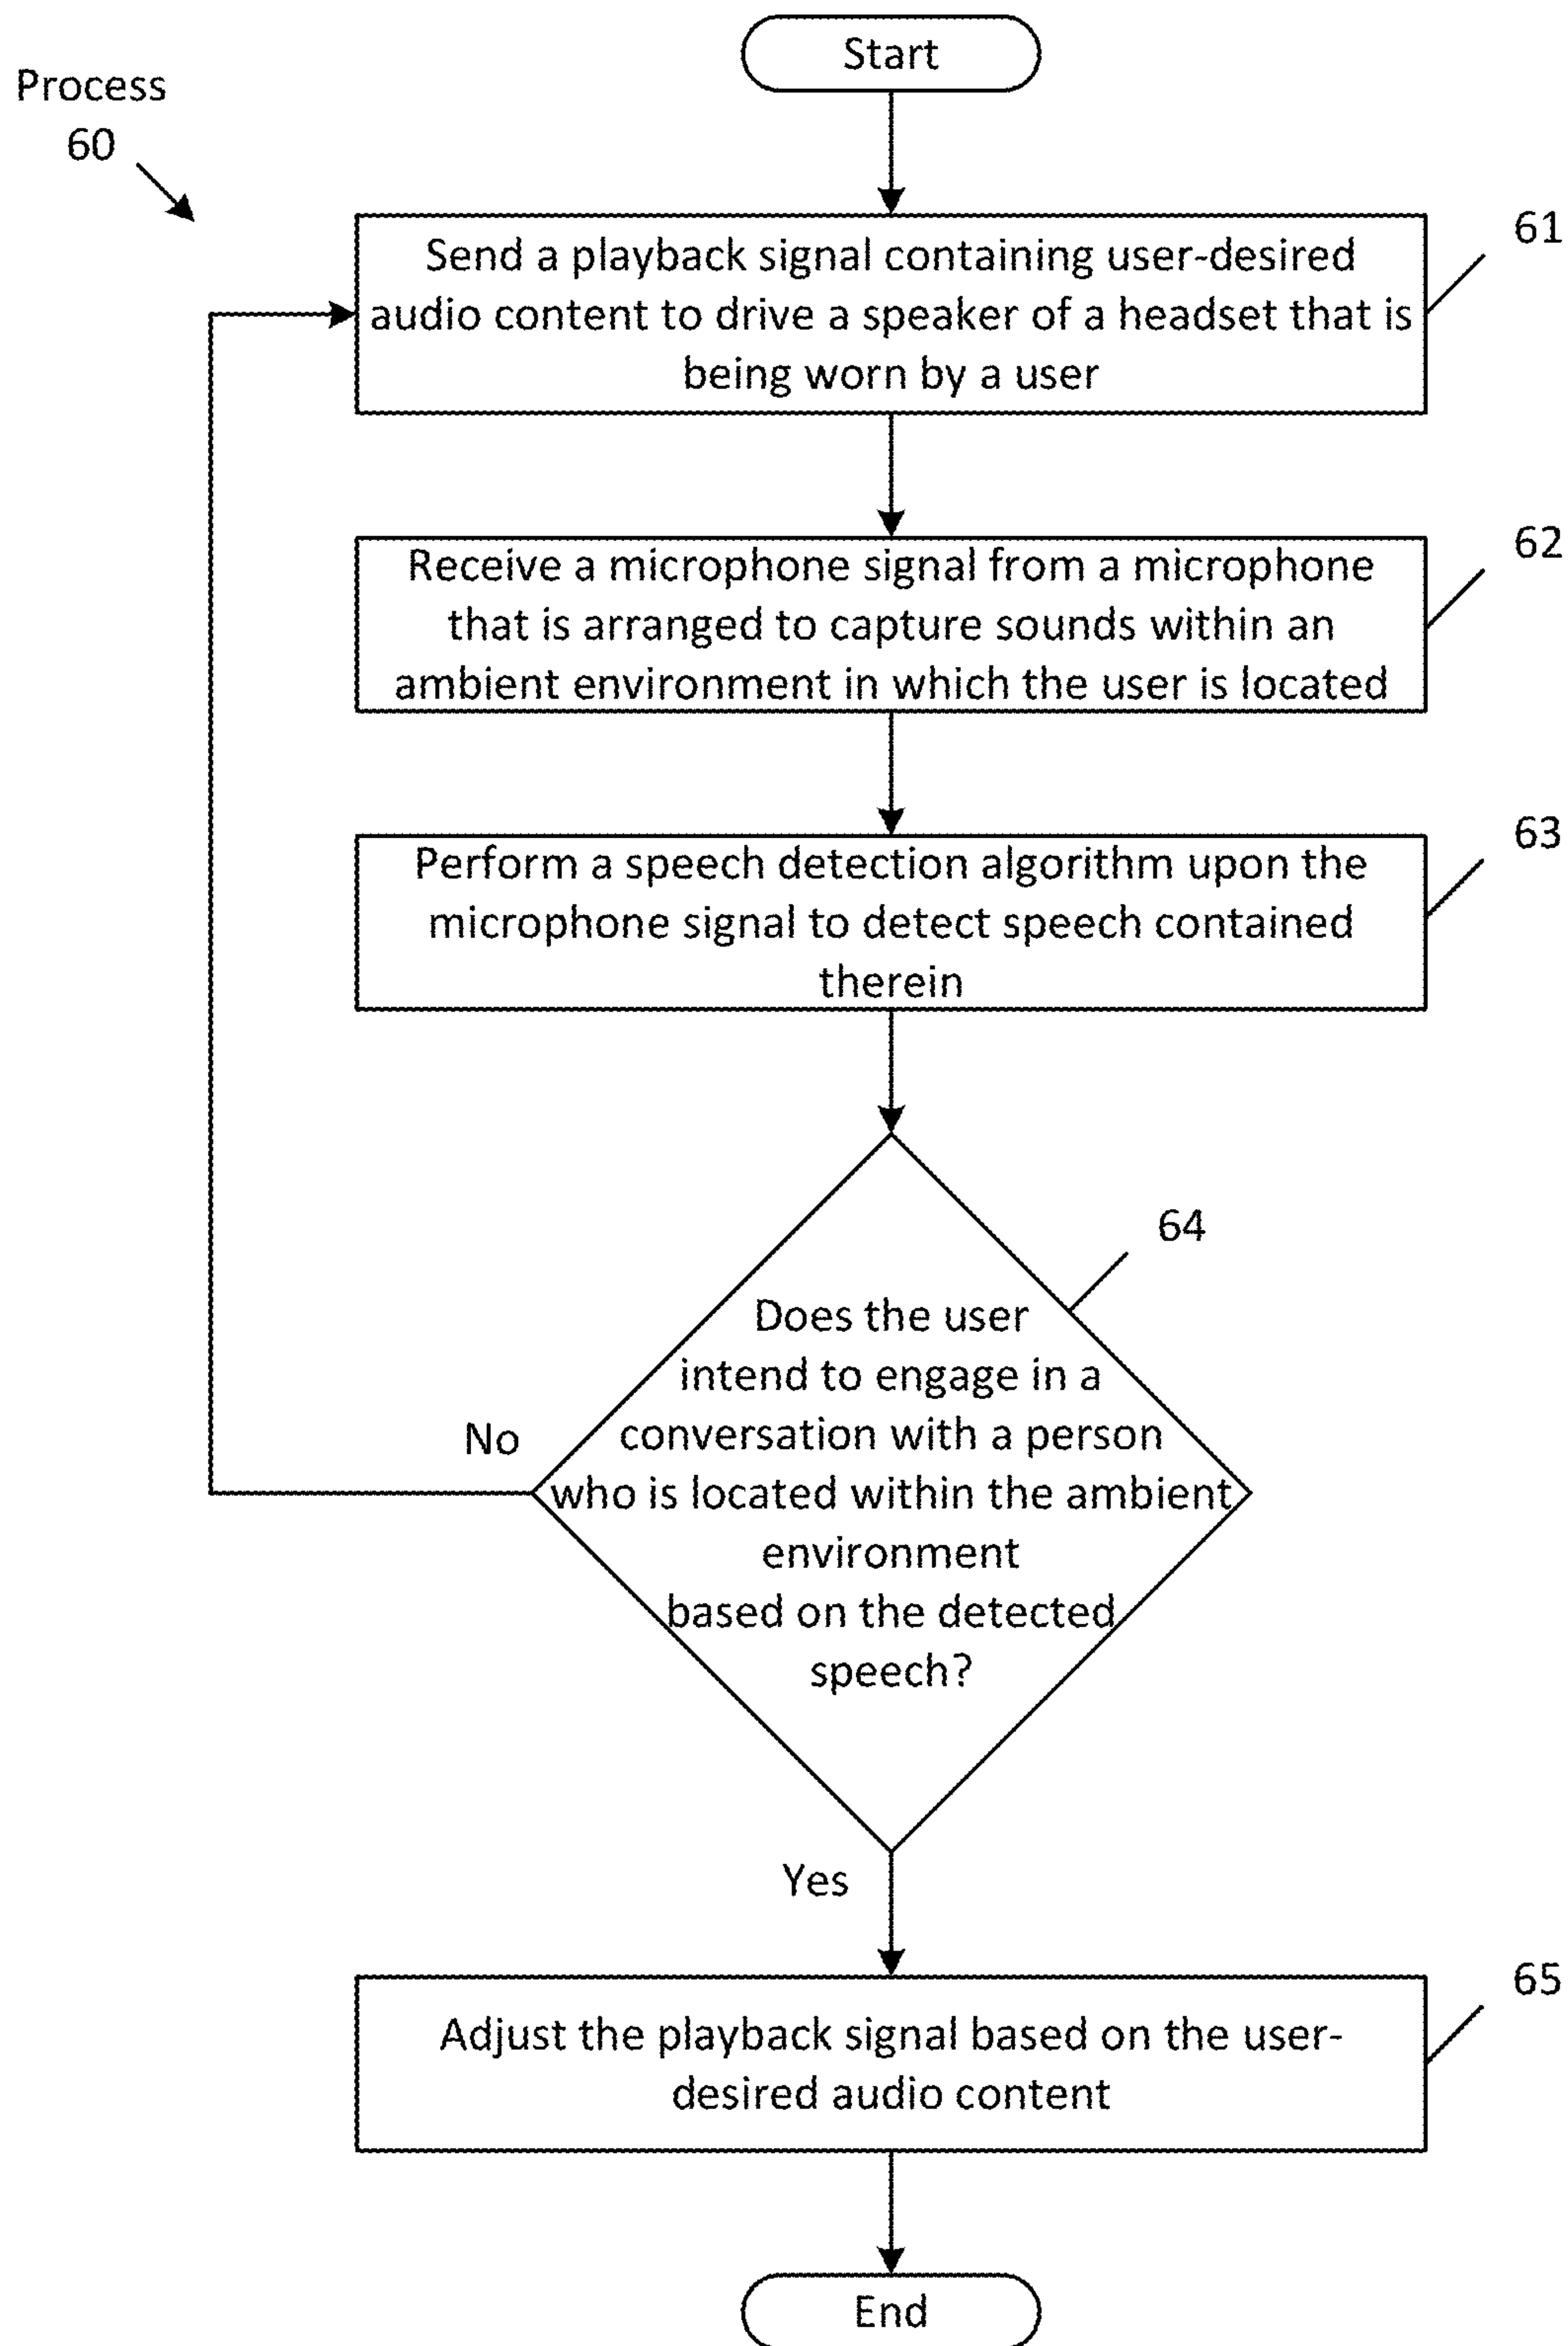 Start
Process
60
61
Send a playback signal containing user-desired
audio content to drive a speaker of a headset that is
being worn by a user
62
Receive a microphone signal from a microphone
that is arranged to capture sounds within an
ambient environment in which the user is located
63
Perform a speech detection algorithm upon the
microphone signal to detect speech contained
therein
64
Does the user
intend to engage in a
conversation with a person
who is located within the ambient
environment
based on the detected
speech?
No
Yes
65
Adjust the playback signal based on the user-
desired audio content
End